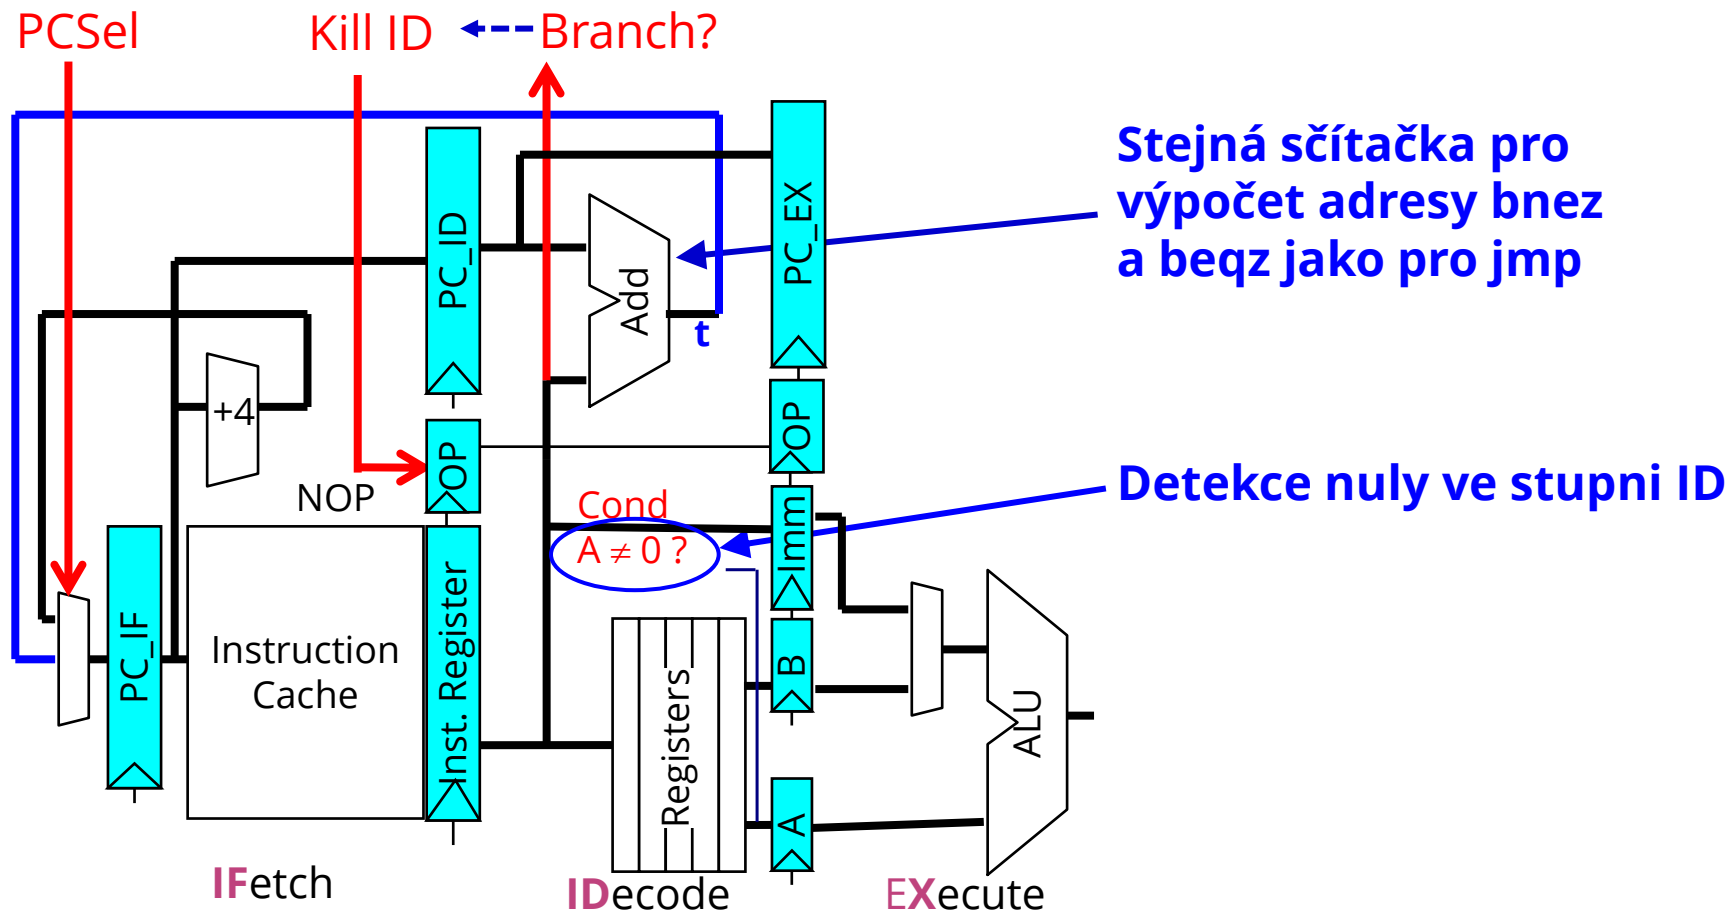 PCSel
Kill ID
Branch?
Stejná sčítačka pro
výpočet adresy bnez
a beqz jako pro jmp
PC_ID
PC_EX
Add
t
+4
OP
OP
NOP
Cond
A ≠ 0 ?
Detekce nuly ve stupni ID
Imm
PC_IF
Instruction
Cache
Inst. Register
Registers
B
ALU
A
IFetch
IDecode
EXecute